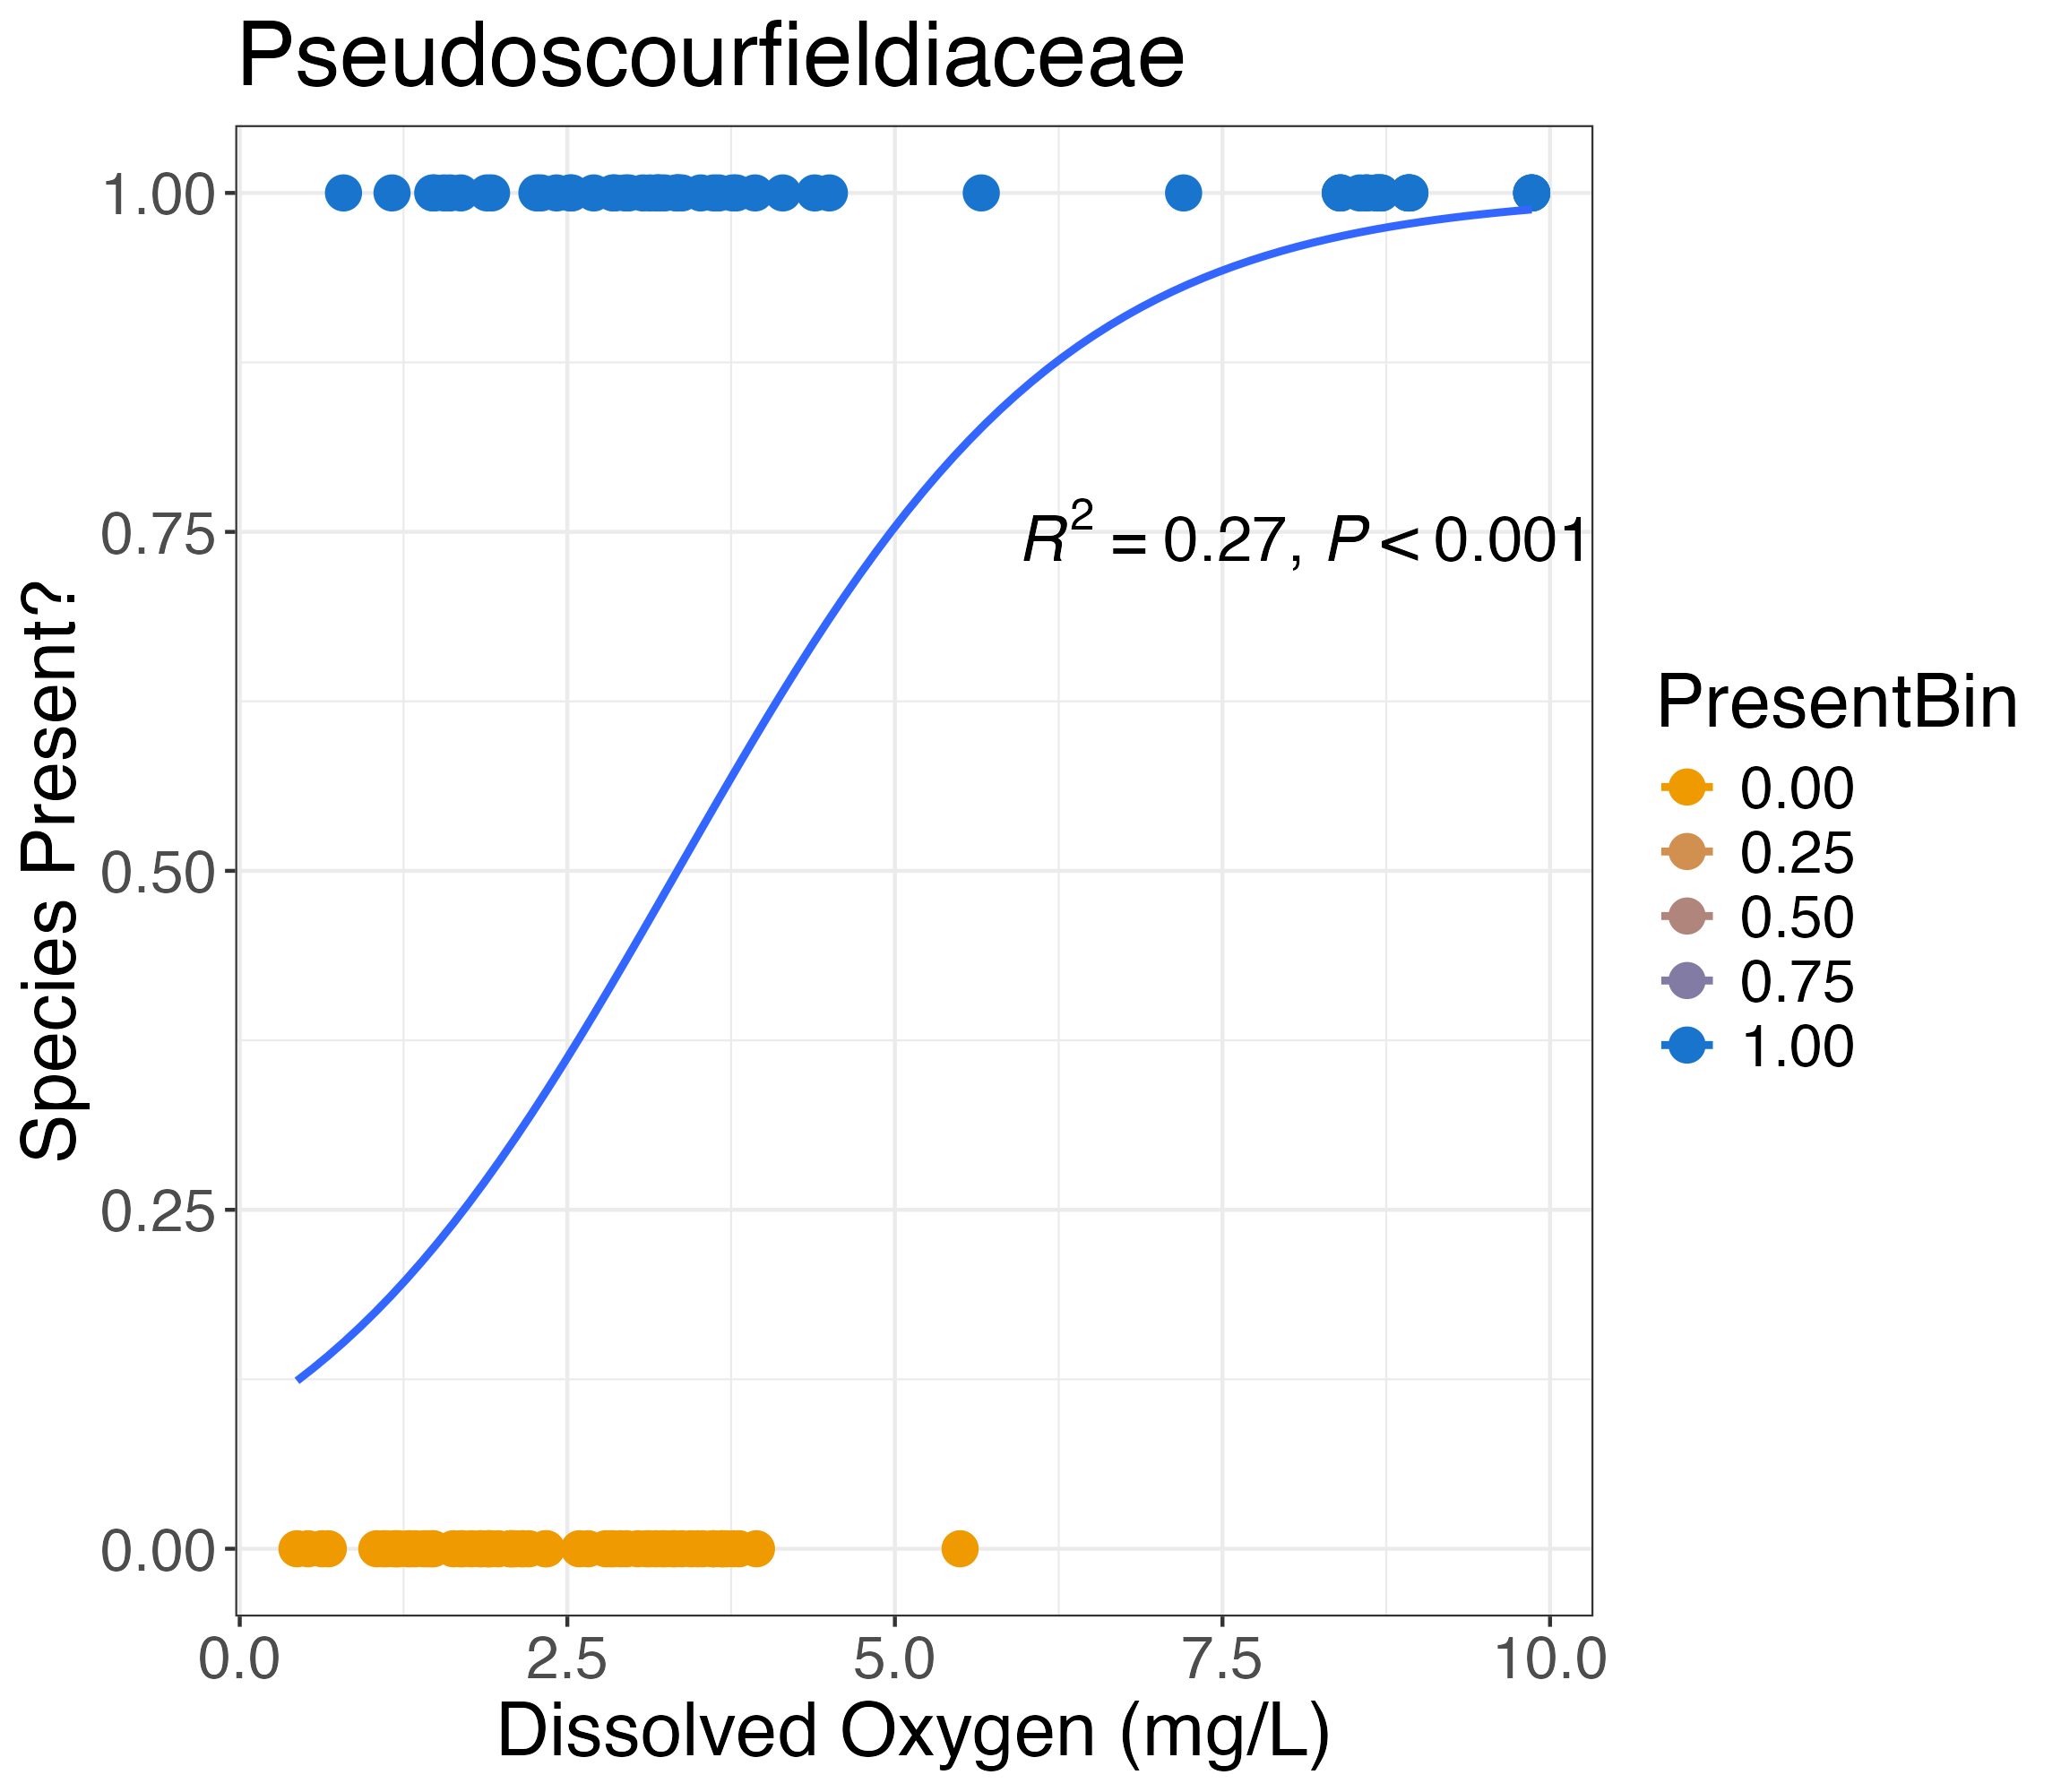 Pseudoscourfieldiaceae
1.00
0.75
0.50
0.25
0.00
Species Present?
R² = 0.27, P < 0.001
0.0 2.5 5.0 7.5 10.0
Dissolved Oxygen (mg/L)
PresentBin
0.00
0.25
0.50
0.75
1.00